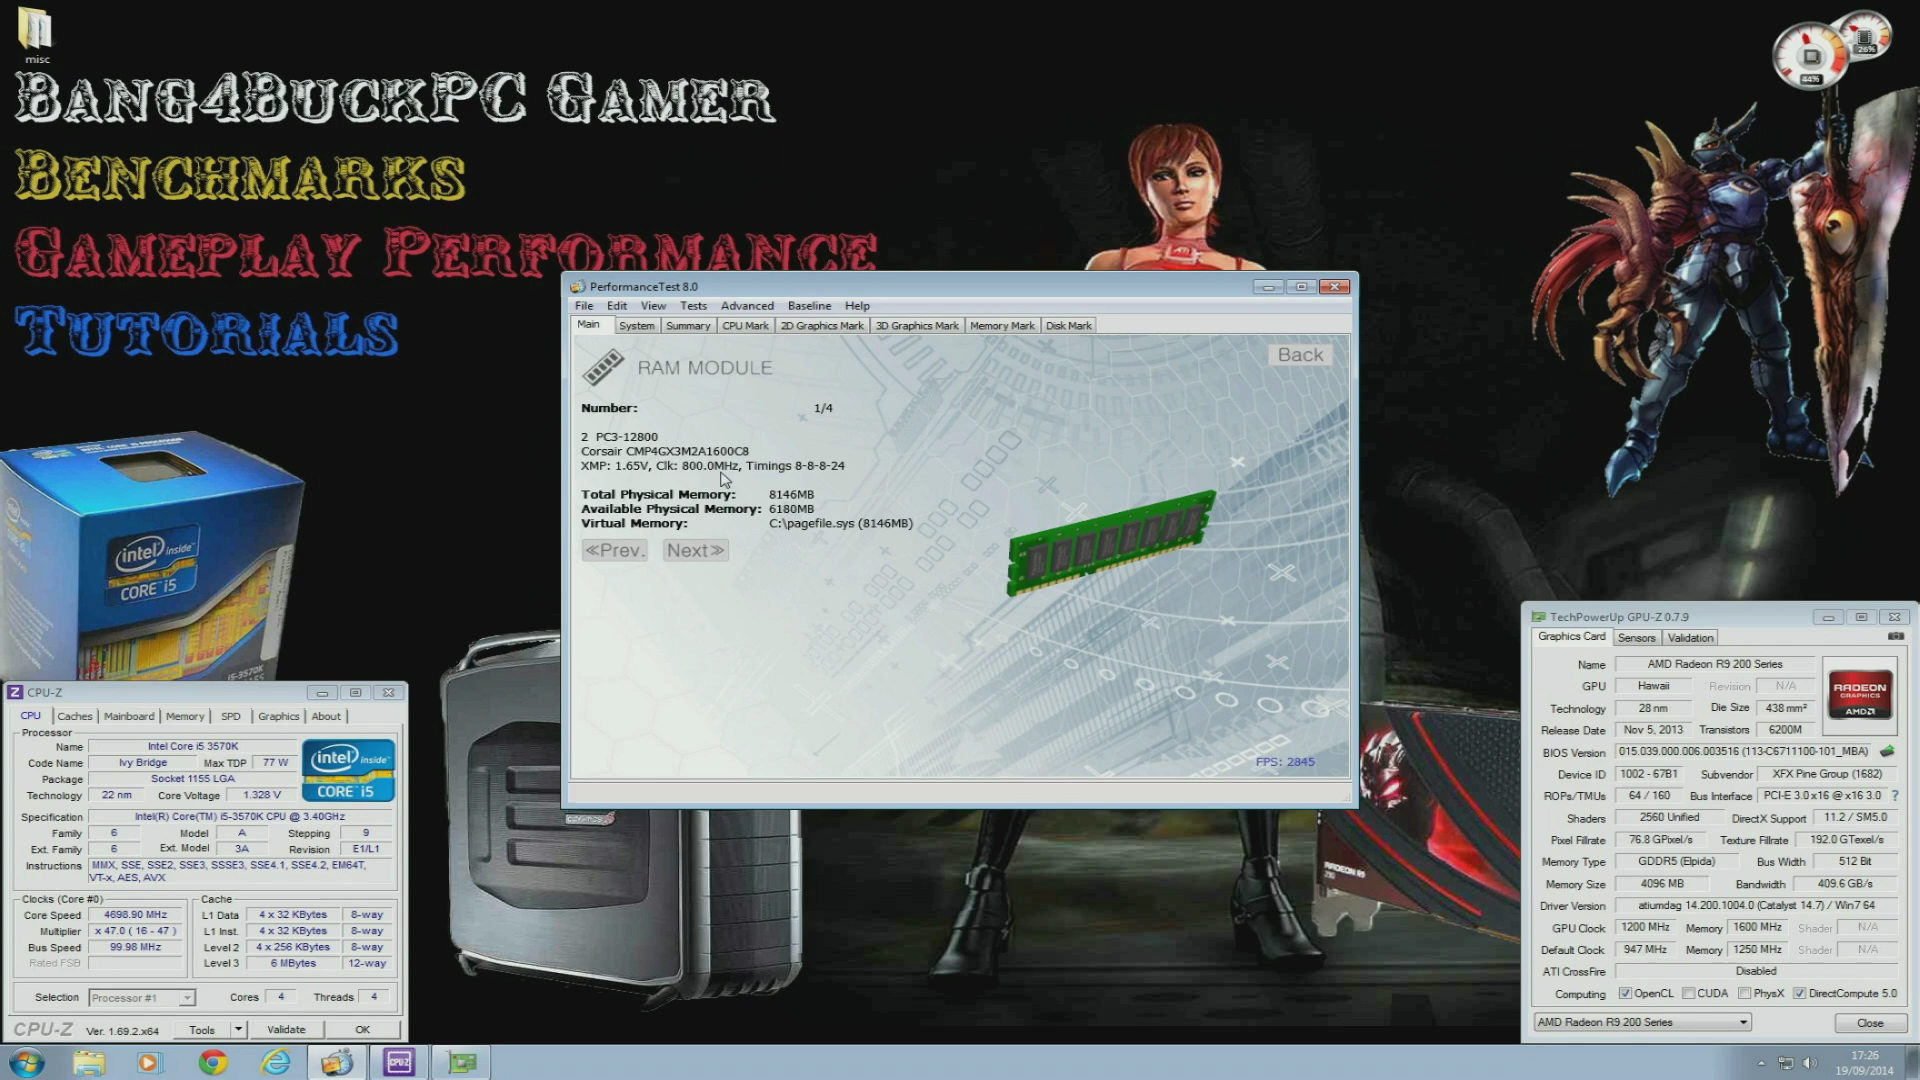 misc
Bang4BuckPC Gamer
Benchmarks
Gameplay Performance
Tutorials
44%
26%
PerformanceTest 8.0
File Edit View Tests Advanced Baseline Help
Main System Summary CPU Mark 2D Graphics Mark 3D Graphics Mark Memory Mark Disk Mark
RAM MODULE
Back
Number: 1/4
2 PC3-12800
Corsair CMP4GX3M2A1600C8
XMP: 1.65V, Clk: 800.0MHz, Timings 8-8-8-24
Total Physical Memory: 8146MB
Available Physical Memory: 6180MB
Virtual Memory: C:\pagefile.sys (8146MB)
≪Prev. Next≫
FPS: 2845
intel inside
CORE i5
i5-3570K
CPU-Z
CPU Caches Mainboard Memory SPD Graphics About
Processor
Name Intel Core i5 3570K
Code Name Ivy Bridge Max TDP 77 W
Package Socket 1155 LGA
Technology 22 nm Core Voltage 1.328 V
intel inside
CORE i5
Specification Intel(R) Core(TM) i5-3570K CPU @ 3.40GHz
Family 6 Model A Stepping 9
Ext. Family 6 Ext. Model 3A Revision E1/L1
Instructions MMX, SSE, SSE2, SSE3, SSSE3, SSE4.1, SSE4.2, EM64T,
VT-x, AES, AVX
Clocks (Core #0)
Core Speed 4698.90 MHz
Multiplier x 47.0 ( 16 - 47 )
Bus Speed 99.98 MHz
Rated FSB
Cache
L1 Data 4 x 32 KBytes 8-way
L1 Inst. 4 x 32 KBytes 8-way
Level 2 4 x 256 KBytes 8-way
Level 3 6 MBytes 12-way
Selection Processor #1 Cores 4 Threads 4
CPU-Z Ver. 1.69.2.x64 Tools Validate OK
RADEON R9
TechPowerUp GPU-Z 0.7.9
Graphics Card Sensors Validation
Name AMD Radeon R9 200 Series
GPU Hawaii Revision N/A
Technology 28 nm Die Size 438 mm²
Release Date Nov 5, 2013 Transistors 6200M
RADEON
GRAPHICS
AMD
BIOS Version 015.039.000.006.003516 (113-C6711100-101_MBA)
Device ID 1002 - 67B1 Subvendor XFX Pine Group (1682)
ROPs/TMUs 64 / 160 Bus Interface PCI-E 3.0 x16 @ x16 3.0 ?
Shaders 2560 Unified DirectX Support 11.2 / SM5.0
Pixel Fillrate 76.8 GPixel/s Texture Fillrate 192.0 GTexel/s
Memory Type GDDR5 (Elpida) Bus Width 512 Bit
Memory Size 4096 MB Bandwidth 409.6 GB/s
Driver Version atiumdag 14.200.1004.0 (Catalyst 14.7) / Win7 64
GPU Clock 1200 MHz Memory 1600 MHz Shader N/A
Default Clock 947 MHz Memory 1250 MHz Shader N/A
ATI CrossFire Disabled
Computing OpenCL CUDA PhysX DirectCompute 5.0
AMD Radeon R9 200 Series Close
CPU-Z
17:26
19/09/2014